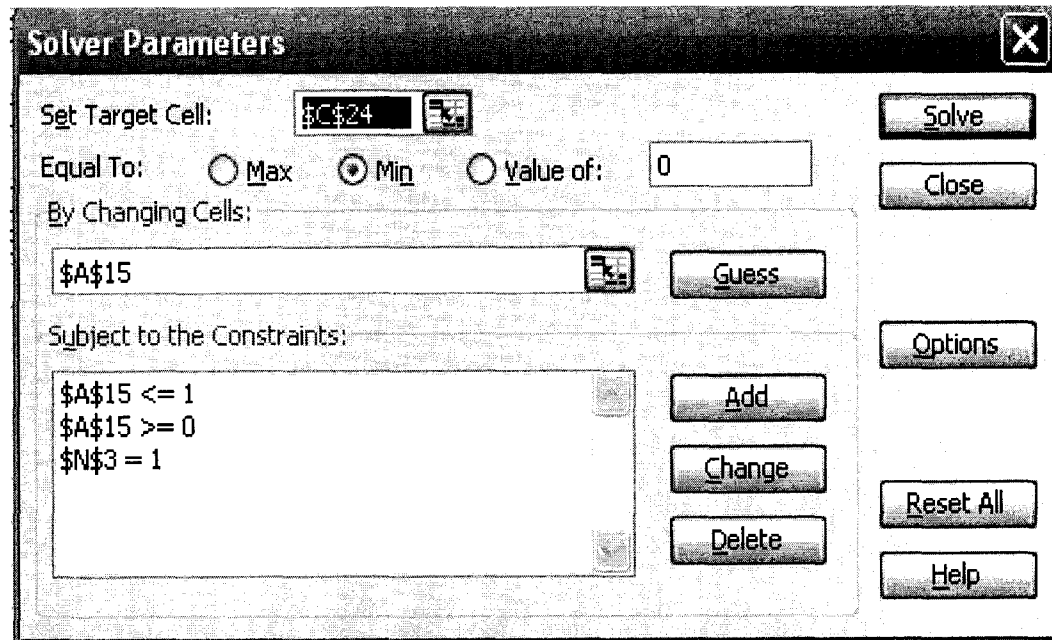 Solver Parameters
Set Target Cell: $C$24
Solve
Equal To: Max Min Value of: 0
Close
By Changing Cells:
$A$15
Guess
Subject to the Constraints:
Options
$A$15 <= 1
Add
$A$15 >= 0
$N$3 = 1
Change
Reset All
Delete
Help